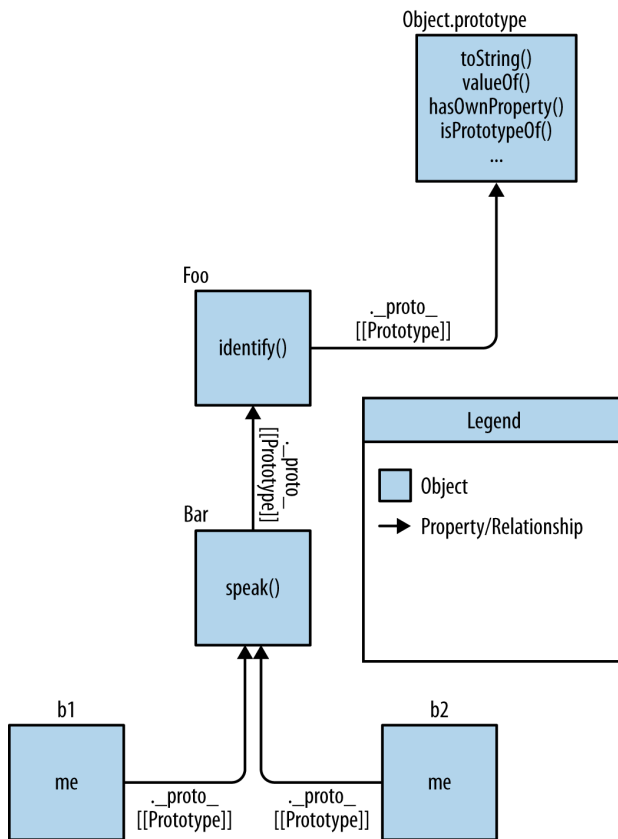 Object.prototype
toString()
valueOf()
hasOwnProperty()
isPrototypeOf()
...
Foo
identify()
._proto_
[[Prototype]]
._proto_
[[Prototype]]
Legend
Object
Property/Relationship
Bar
speak()
b1
me
b2
me
._proto_
[[Prototype]]
._proto_
[[Prototype]]